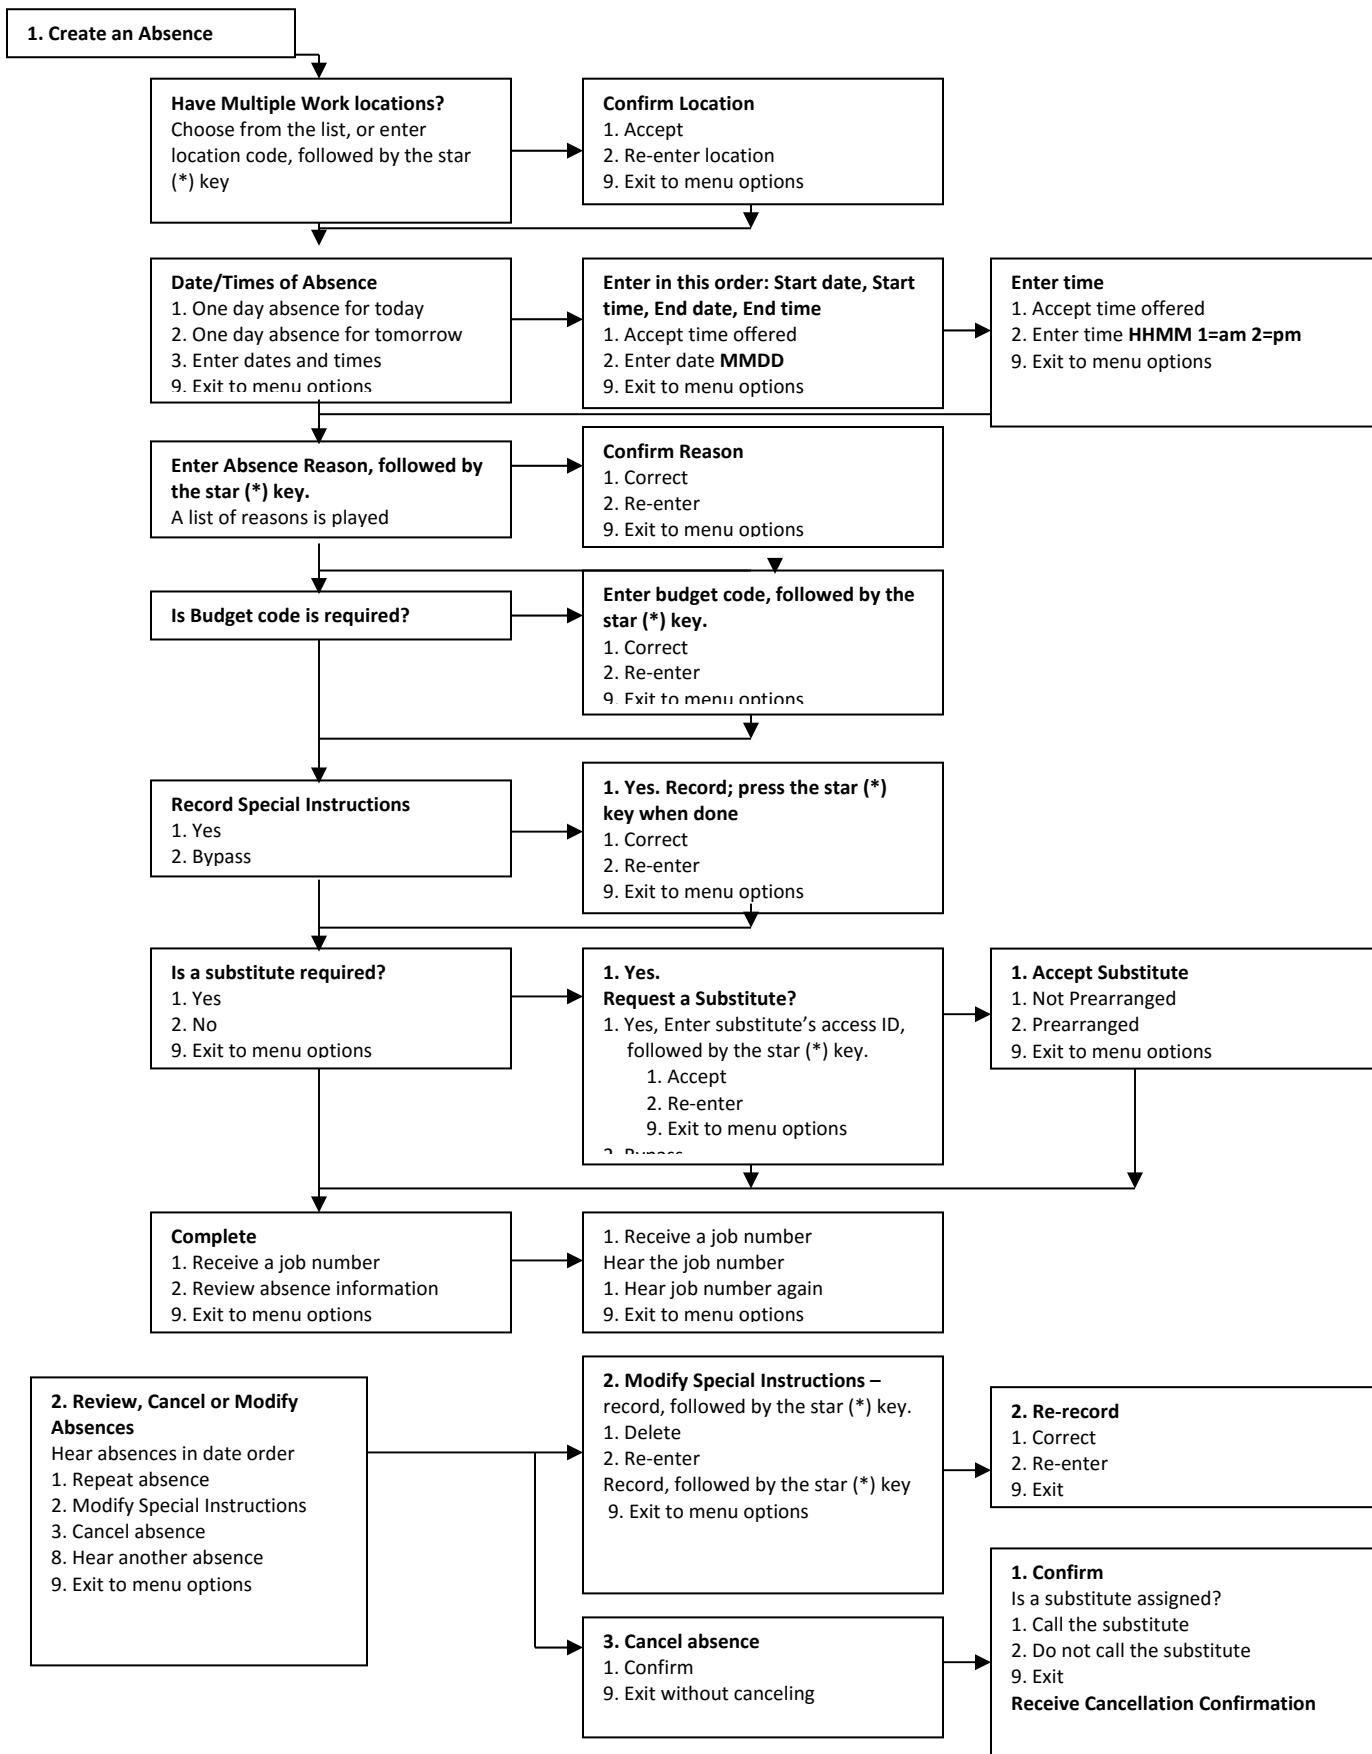 1. Create an Absence
Have Multiple Work locations?
Choose from the list, or enter
location code, followed by the star
(*) key
Confirm Location
1. Accept
2. Re-enter location
9. Exit to menu options
Date/Times of Absence
1. One day absence for today
2. One day absence for tomorrow
3. Enter dates and times
9. Exit to menu options
Enter in this order: Start date, Start
time, End date, End time
1. Accept time offered
2. Enter date MMDD
9. Exit to menu options
Enter time
1. Accept time offered
2. Enter time HHMM 1=am 2=pm
9. Exit to menu options
Enter Absence Reason, followed by
the star (*) key.
A list of reasons is played
Confirm Reason
1. Correct
2. Re-enter
9. Exit to menu options
Is Budget code is required?
Enter budget code, followed by the
star (*) key.
1. Correct
2. Re-enter
9. Exit to menu options
Record Special Instructions
1. Yes
2. Bypass
1. Yes. Record; press the star (*)
key when done
1. Correct
2. Re-enter
9. Exit to menu options
Is a substitute required?
1. Yes
2. No
9. Exit to menu options
1. Yes.
Request a Substitute?
1. Yes, Enter substitute’s access ID,
followed by the star (*) key.
1. Accept
2. Re-enter
9. Exit to menu options
2. Bypass
1. Accept Substitute
1. Not Prearranged
2. Prearranged
9. Exit to menu options
Complete
1. Receive a job number
2. Review absence information
9. Exit to menu options
1. Receive a job number
Hear the job number
1. Hear job number again
9. Exit to menu options
2. Review, Cancel or Modify
Absences
Hear absences in date order
1. Repeat absence
2. Modify Special Instructions
3. Cancel absence
8. Hear another absence
9. Exit to menu options
2. Modify Special Instructions –
record, followed by the star (*) key.
1. Delete
2. Re-enter
Record, followed by the star (*) key
9. Exit to menu options
2. Re-record
1. Correct
2. Re-enter
9. Exit
3. Cancel absence
1. Confirm
9. Exit without canceling
1. Confirm
Is a substitute assigned?
1. Call the substitute
2. Do not call the substitute
9. Exit
Receive Cancellation Confirmation